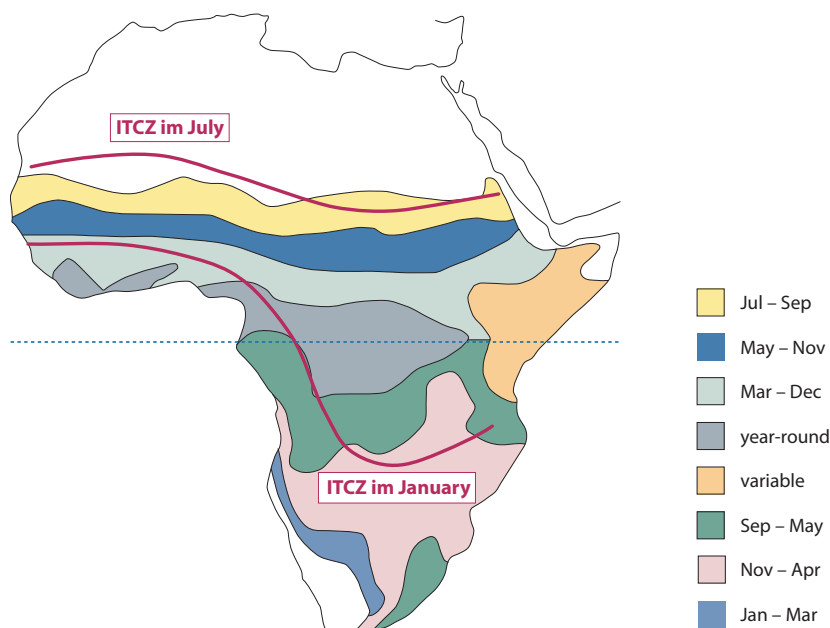 ITCZ im July
ITCZ im January
Jul – Sep
May – Nov
Mar – Dec
year-round
variable
Sep – May
Nov – Apr
Jan – Mar